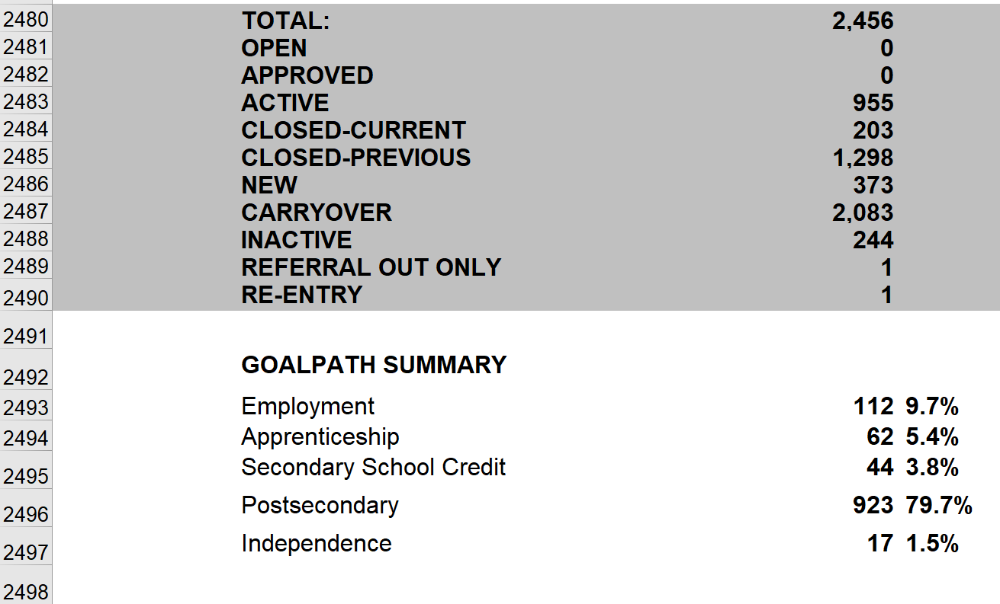 2480 TOTAL: 2,456
2481 OPEN 0
2482 APPROVED 0
2483 ACTIVE 955
2484 CLOSED-CURRENT 203
2485 CLOSED-PREVIOUS 1,298
2486 NEW 373
2487 CARRYOVER 2,083
2488 INACTIVE 244
2489 REFERRAL OUT ONLY 1
2490 RE-ENTRY 1
2491
2492 GOALPATH SUMMARY
2493 Employment 112 9.7%
2494 Apprenticeship 62 5.4%
2495 Secondary School Credit 44 3.8%
2496 Postsecondary 923 79.7%
2497 Independence 17 1.5%
2498